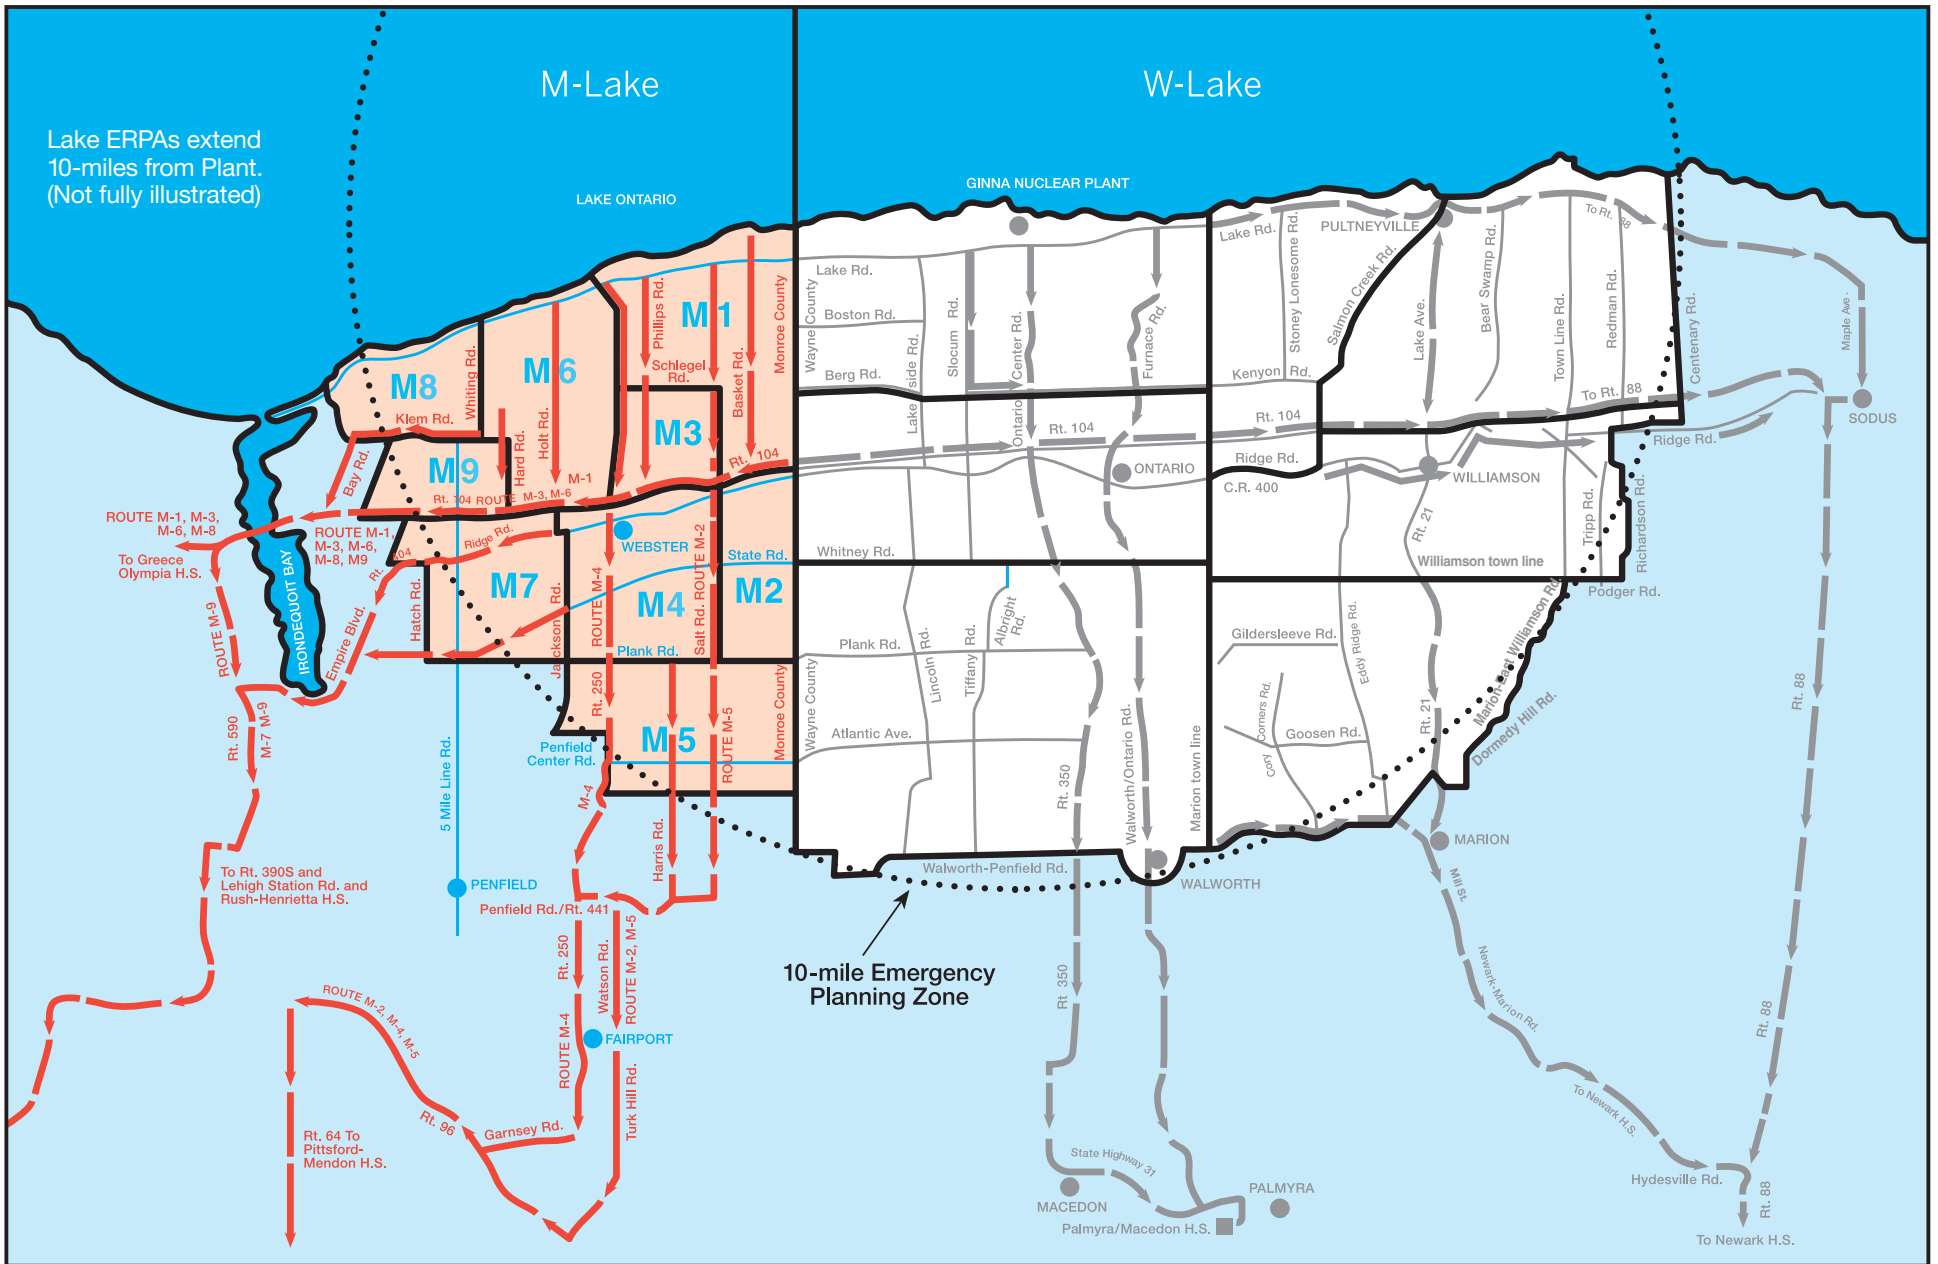 M-Lake
W-Lake
Lake ERPAs extend
10-miles from Plant.
(Not fully illustrated)
LAKE ONTARIO
GINNA NUCLEAR PLANT
M1
M6
M8
M3
M9
M7
M4
M2
M5
Phillips Rd.
Schlegel
Rd.
Basket Rd.
Monroe County
Whiting Rd.
Klem Rd.
Holt Rd.
Hard Rd.
Bay Rd.
M-1
Rt. 104
Rt. 104 ROUTE M-3, M-6
ROUTE M-1, M-3,
M-6, M-8
To Greece
Olympia H.S.
ROUTE M-1,
M-3, M-6,
M-8, M9
Rt. 104
Ridge Rd.
WEBSTER
State Rd.
ROUTE M-4
Salt Rd. ROUTE M-2
Hatch Rd.
Empire Blvd.
IRONDEQUOIT BAY
ROUTE M-9
Jackson Rd.
Plank Rd.
Rt. 250
Monroe County
ROUTE M-5
Rt. 590
M-7 M-9
Penfield
Center Rd.
5 Mile Line Rd.
M-4
Harris Rd.
PENFIELD
Penfield Rd./Rt. 441
To Rt. 390S and
Lehigh Station Rd. and
Rush-Henrietta H.S.
Rt. 250
Watson Rd.
ROUTE M-2, M-5
ROUTE M-4
FAIRPORT
Turk Hill Rd.
ROUTE M-2, M-4, M-5
Rt. 96
Garnsey Rd.
Rt. 64 To
Pittsford-
Mendon H.S.
10-mile Emergency
Planning Zone
Lake Rd.
Wayne County
Boston Rd.
Berg Rd.
Lake side Rd.
Slocum Rd.
Ontario Center Rd.
Furnace Rd.
Rt. 104
ONTARIO
Whitney Rd.
Albright
Rd.
Plank Rd.
Lincoln Rd.
Tiffany Rd.
Wayne County
Atlantic Ave.
Rt. 350
Walworth/Ontario Rd.
Marion town line
Walworth-Penfield Rd.
WALWORTH
Rt 350
State Highway 31
MACEDON
Palmyra/Macedon H.S.
PALMYRA
Lake Rd.
Stoney Lonesome Rd.
PULTNEYVILLE
Salmon Creek Rd.
Lake Ave.
Bear Swamp Rd.
Town Line Rd.
Redman Rd.
To Rt. 88
Centenary Rd.
Maple Ave.
Kenyon Rd.
Rt. 104
To Rt. 88
SODUS
Ridge Rd.
Ridge Rd.
C.R. 400
WILLIAMSON
Rt. 21
Tripp Rd.
Richardson Rd.
Williamson town line
Podger Rd.
Gildersleeve Rd.
Eddy Ridge Rd.
Marion-East Williamson Rd.
Dormedy Hill Rd.
Cory Corners Rd.
Goosen Rd.
Rt. 21
MARION
Mill St.
Newark-Marion Rd.
To Newark H.S.
Rt. 88
Rt. 88
Rt. 88
Hydesville Rd.
Rt. 88
To Newark H.S.